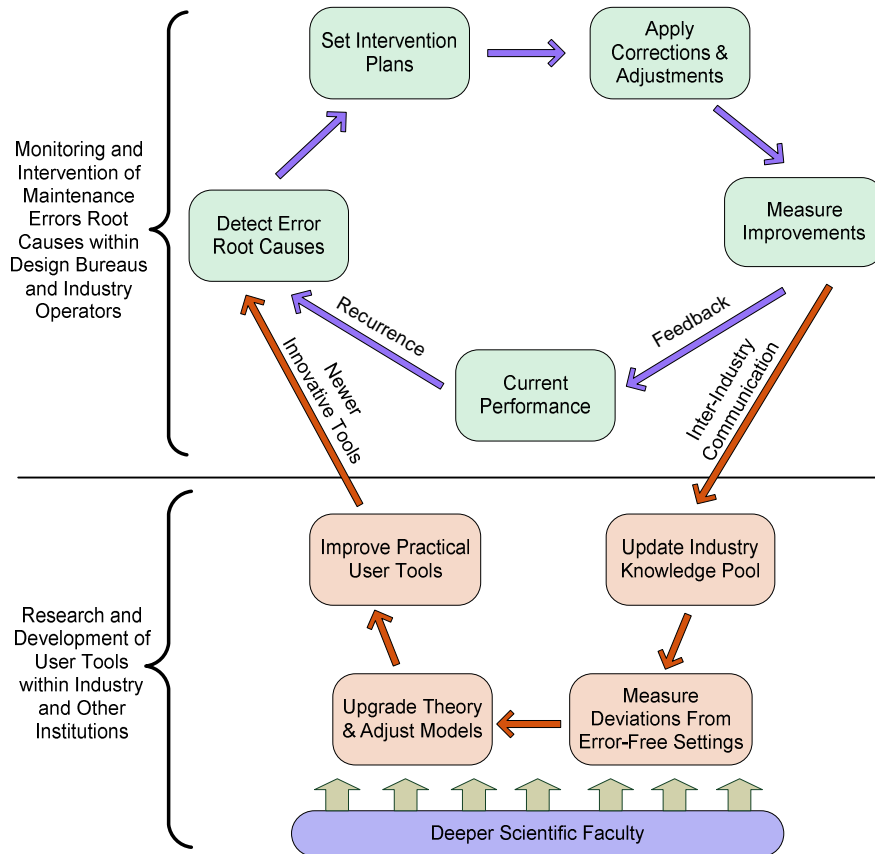 Set Intervention
Plans
Apply
Corrections &
Adjustments
Monitoring and
Intervention of
Maintenance
Errors Root
Causes within
Design Bureaus
and Industry
Operators
Detect Error
Root Causes
Measure
Improvements
Recurrence
Feedback
Current
Performance
Newer
Innovative Tools
Inter-Industry
Communication
Improve Practical
User Tools
Update Industry
Knowledge Pool
Research and
Development of
User Tools
within Industry
and Other
Institutions
Upgrade Theory
& Adjust Models
Measure
Deviations From
Error-Free Settings
Deeper Scientific Faculty